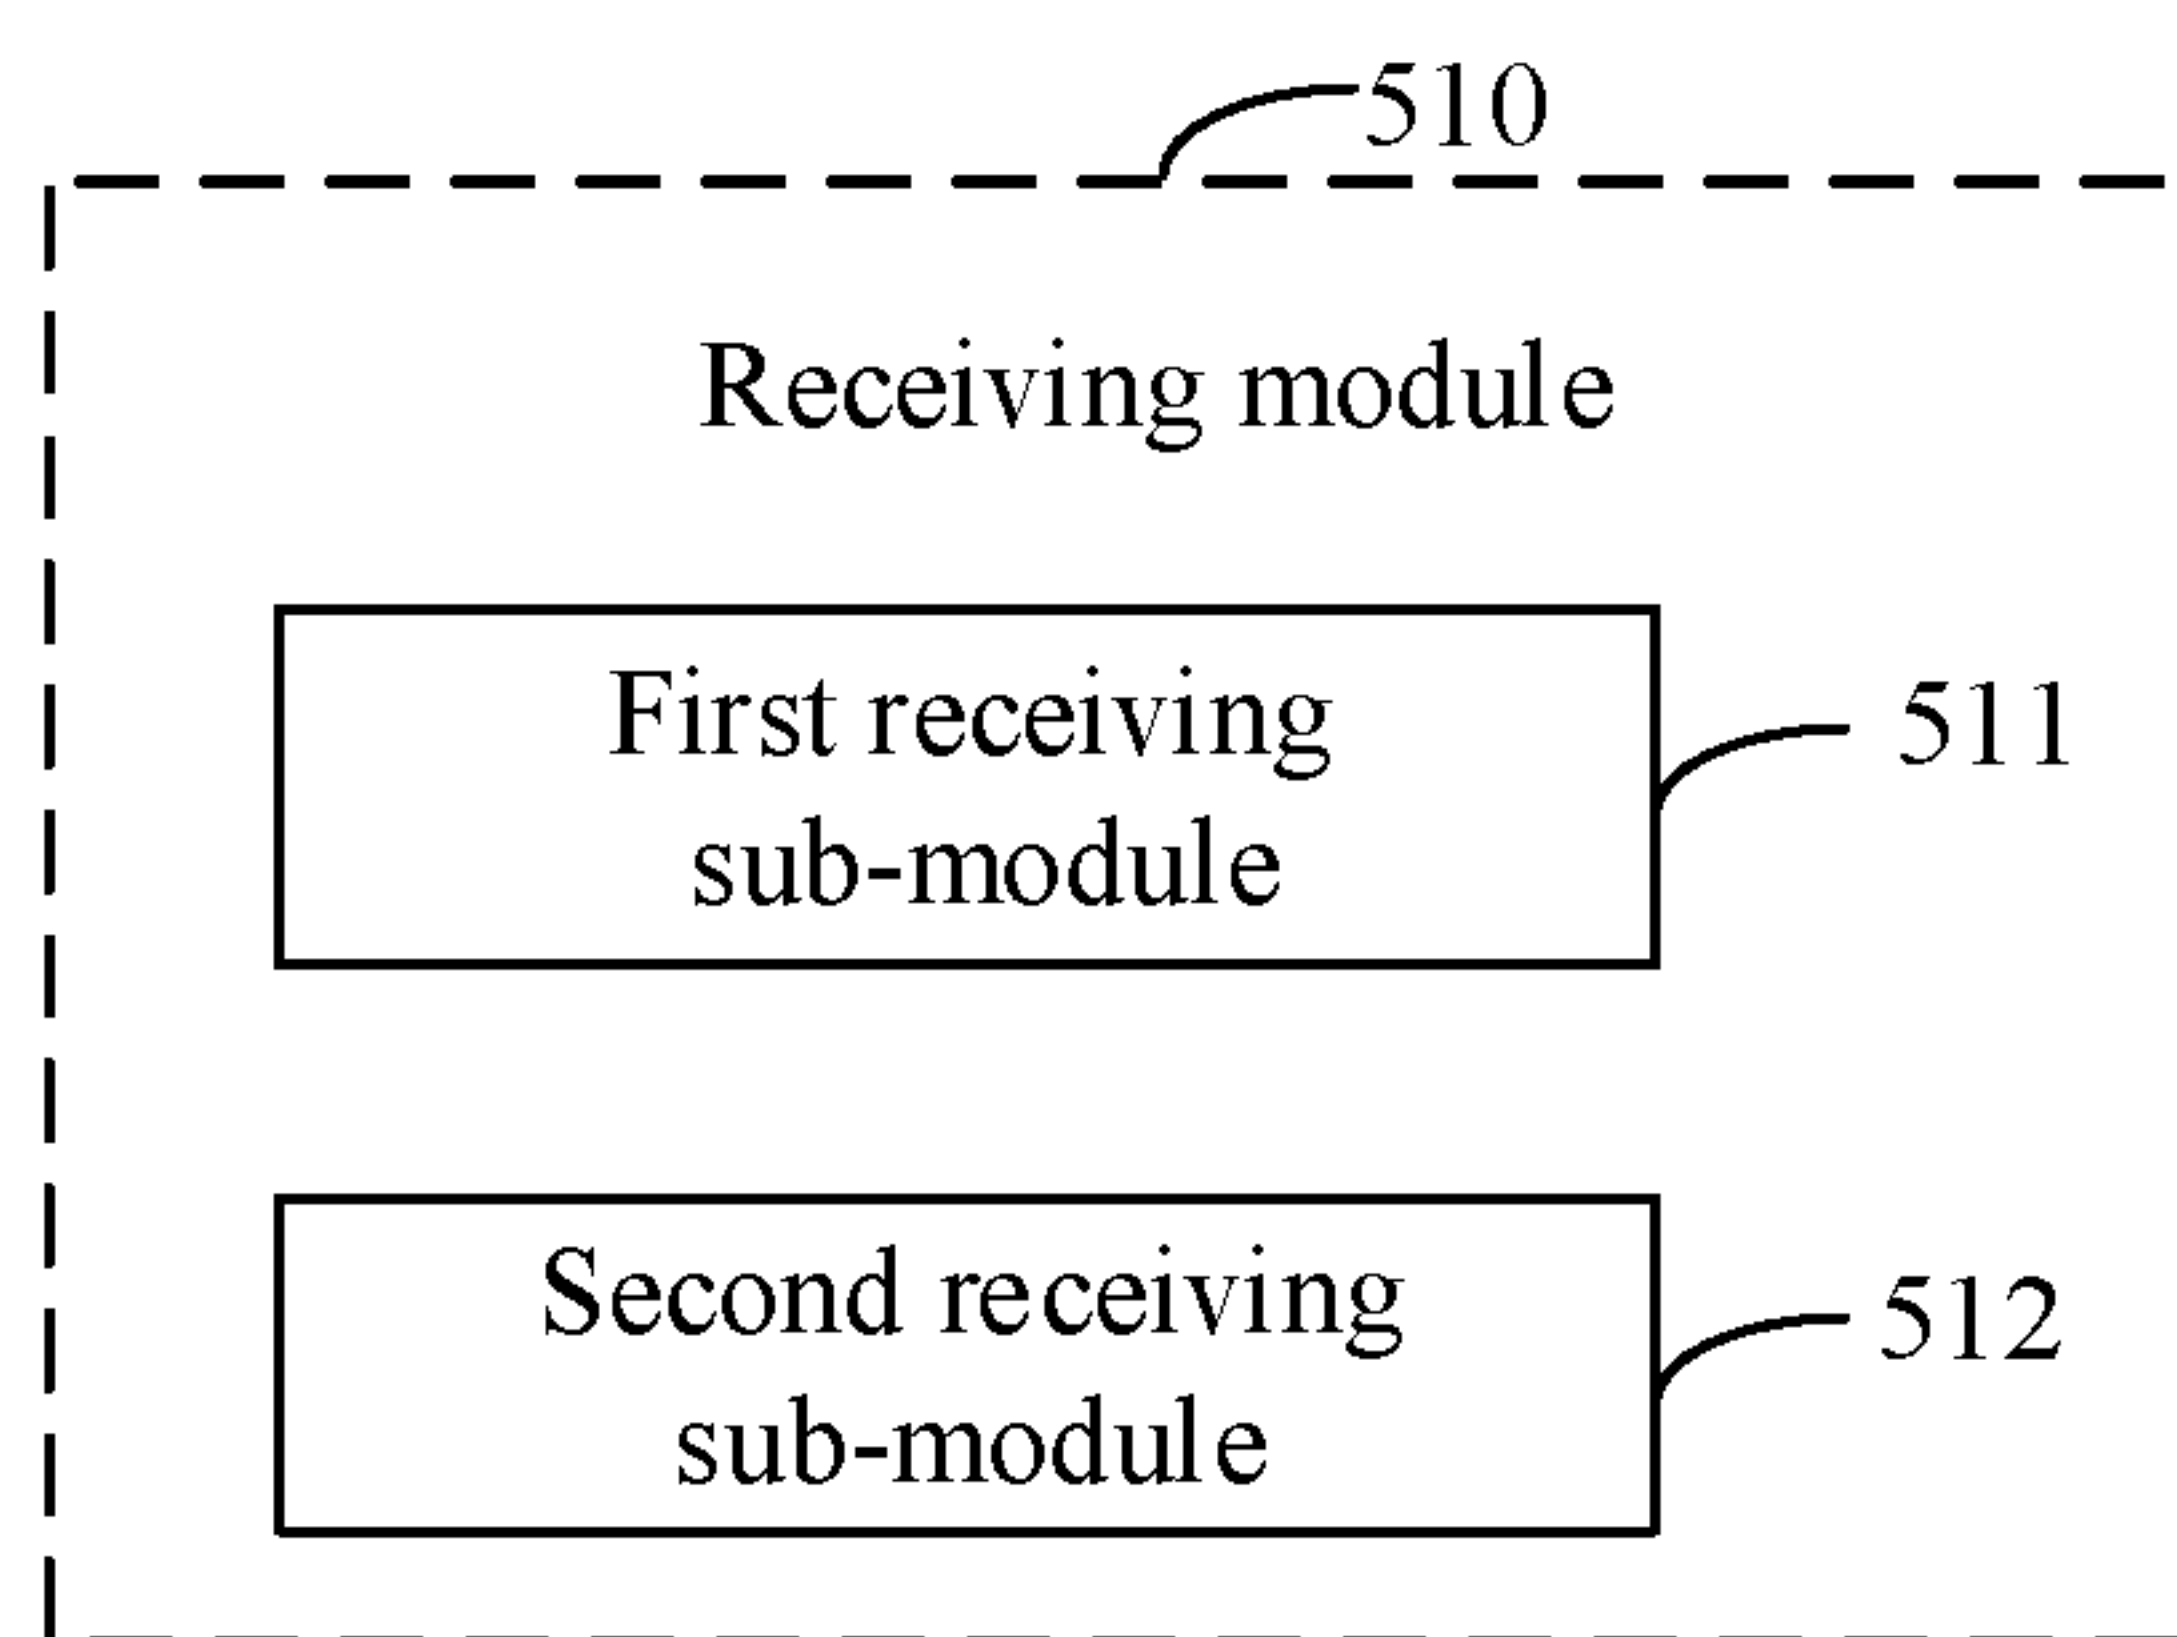 510
Receiving module
First receiving
sub-module
511
Second receiving
sub-module
512